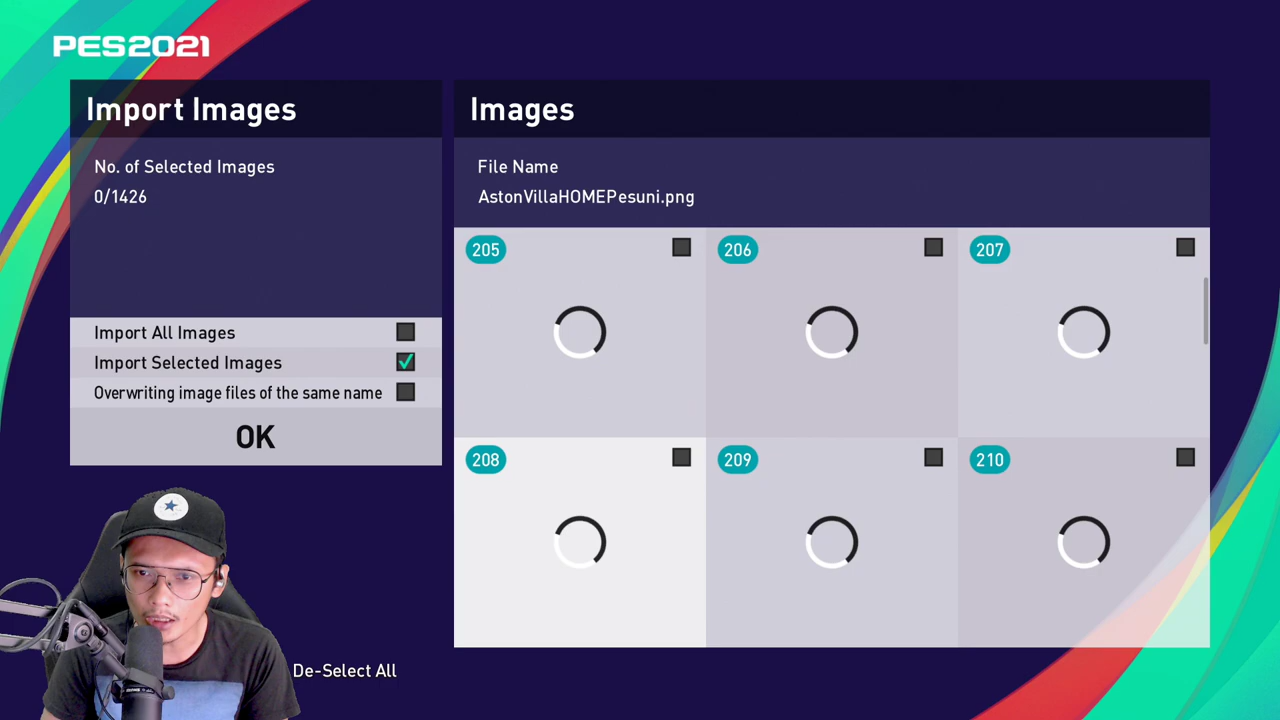 PES2021
Import Images
No. of Selected Images
0/1426
Import All Images
Import Selected Images
Overwriting image files of the same name
OK
De-Select All
Images
File Name
AstonVillaHOMEPesuni.png
205
206
207
208
209
210